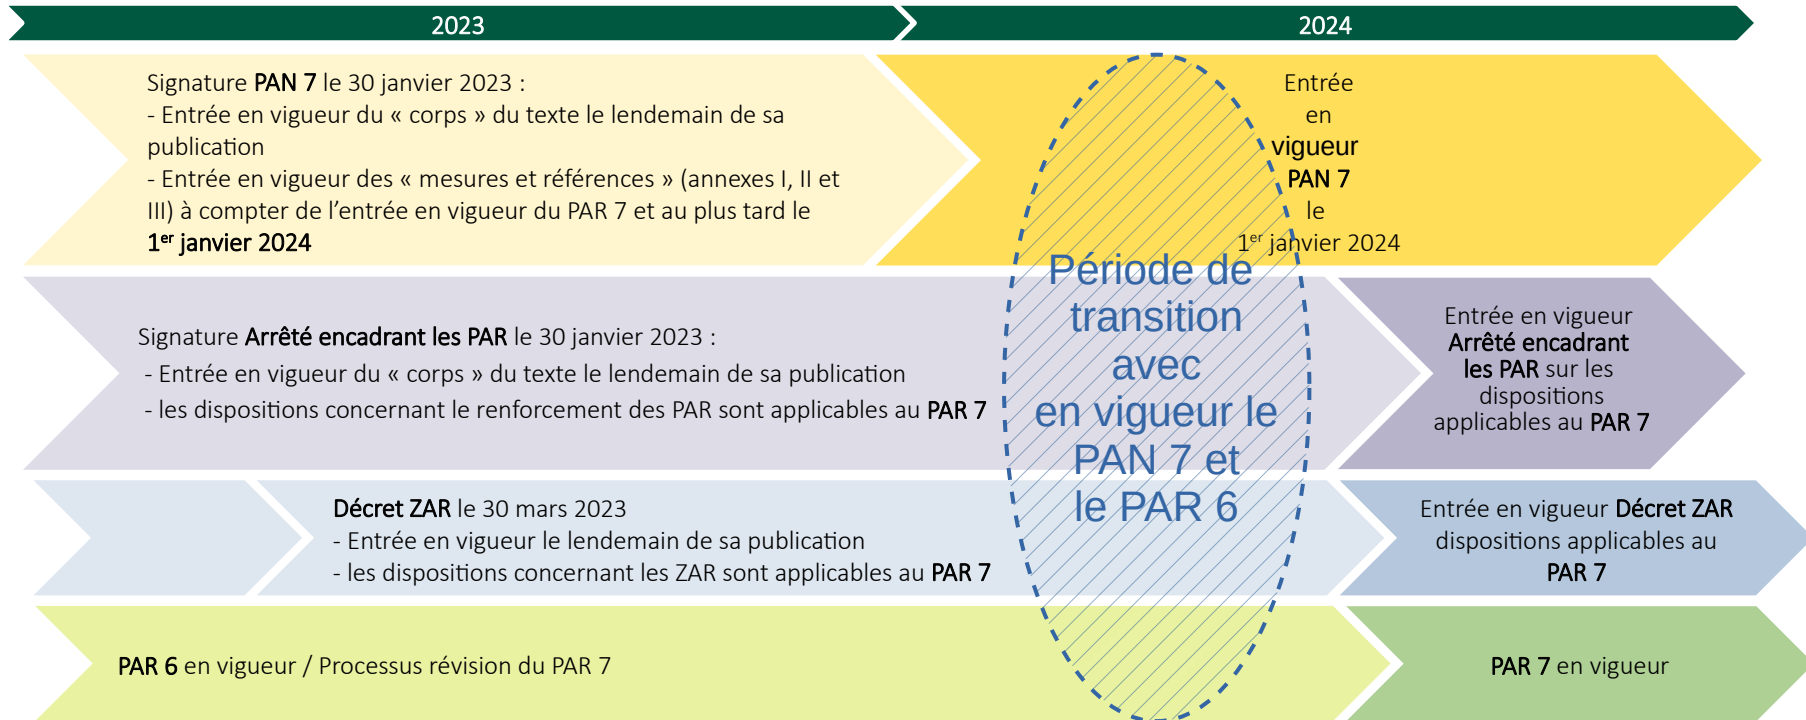 2023
2024
Signature PAN 7 le 30 janvier 2023 :
- Entrée en vigueur du « corps » du texte le lendemain de sa
publication
- Entrée en vigueur des « mesures et références » (annexes I, II et
III) à compter de l’entrée en vigueur du PAR 7 et au plus tard le
1er janvier 2024
Entrée
en
vigueur
PAN 7
le
1er janvier 2024
Période de
transition
avec
en vigueur le
PAN 7 et
le PAR 6
Signature Arrêté encadrant les PAR le 30 janvier 2023 :
- Entrée en vigueur du « corps » du texte le lendemain de sa publication
- les dispositions concernant le renforcement des PAR sont applicables au PAR 7
Entrée en vigueur
Arrêté encadrant
les PAR sur les
dispositions
applicables au PAR 7
Décret ZAR le 30 mars 2023
- Entrée en vigueur le lendemain de sa publication
- les dispositions concernant les ZAR sont applicables au PAR 7
Entrée en vigueur Décret ZAR
dispositions applicables au
PAR 7
PAR 6 en vigueur / Processus révision du PAR 7
PAR 7 en vigueur